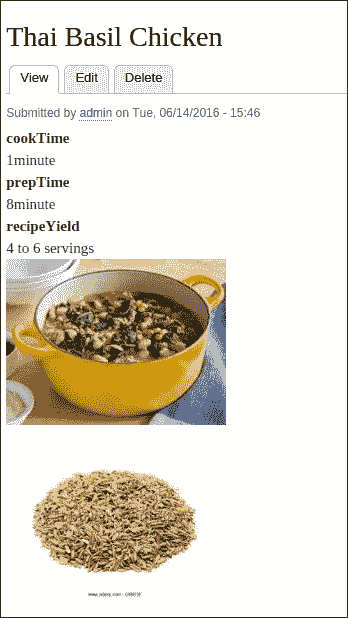 Thai Basil Chicken
View Edit Delete
Submitted by admin on Tue, 06/14/2016 - 15:46
cookTime
1minute
prepTime
8minute
recipeYield
4 to 6 servings